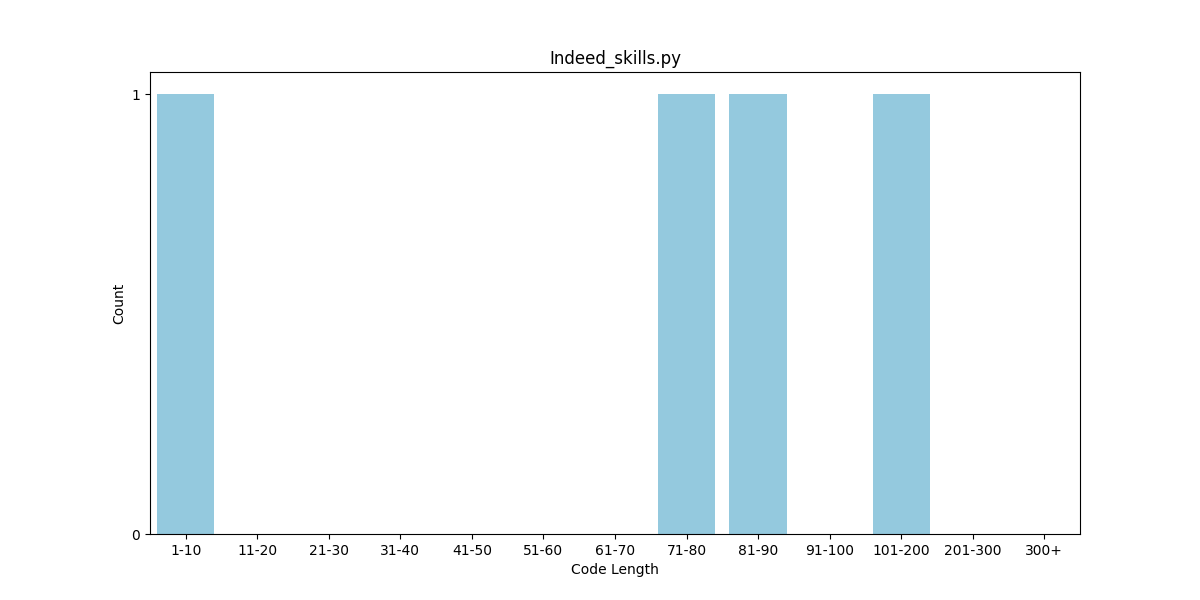 Indeed_skills.py
1
Count
0
1-10 11-20 21-30 31-40 41-50 51-60 61-70 71-80 81-90 91-100 101-200 201-300 300+
Code Length